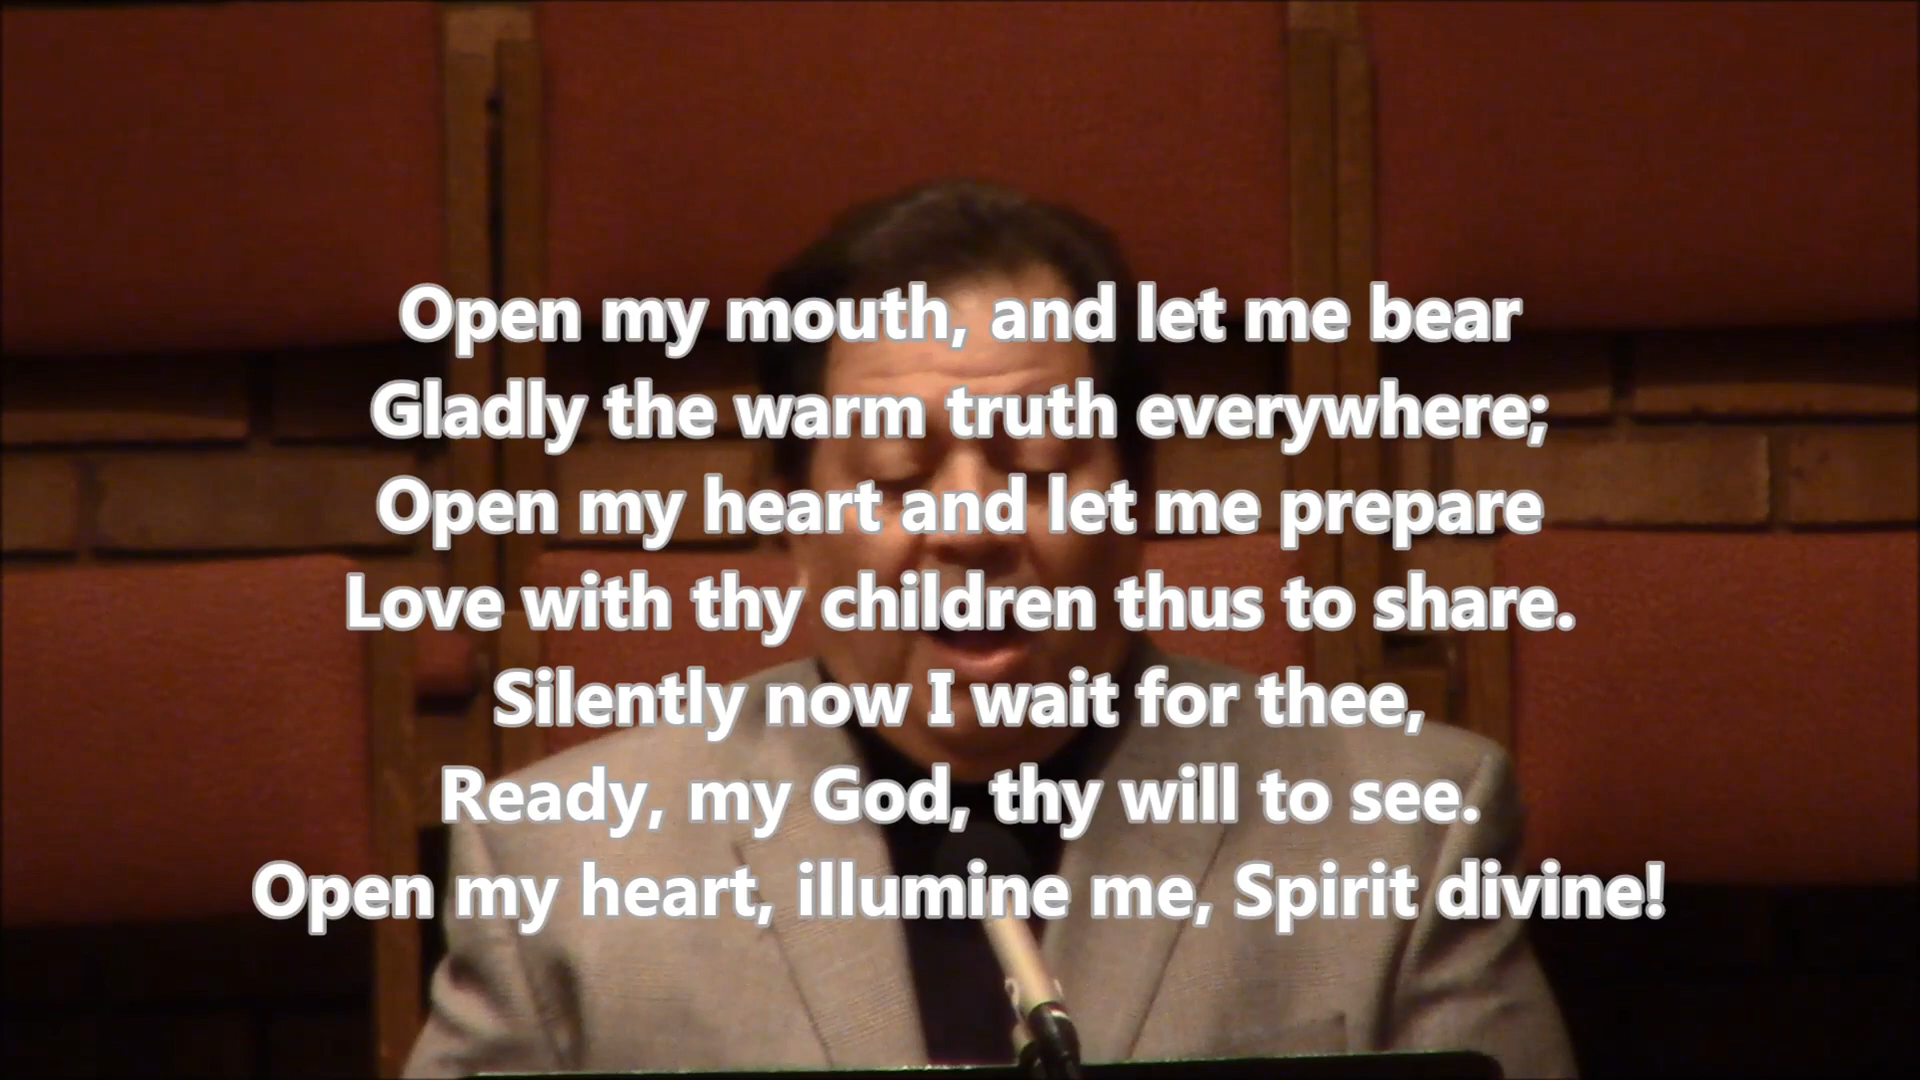 Open my mouth, and let me bear
Gladly the warm truth everywhere;
Open my heart and let me prepare
Love with thy children thus to share.
Silently now I wait for thee,
Ready, my God, thy will to see.
Open my heart, illumine me, Spirit divine!